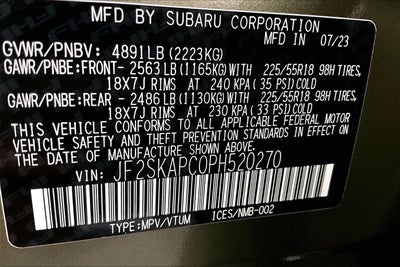 MFD BY SUBARU CORPORATION
MFD IN 07/23
GVWR/PNBV: 4891LB (2223KG)
GAWR/PNBE:FRONT- 2563LB (1165KG)WITH 225/55R18 98H TIRES,
18X7J RIMS AT 240 KPA (35 PSI)COLD
GAWR/PNBE:REAR - 2486LB (1130KG)WITH 225/55R18 98H TIRES,
18X7J RIMS AT 230 KPA (33 PSI)COLD
THIS VEHICLE CONFORMS TO ALL APPLICABLE FEDERAL MOTOR
VEHICLE SAFETY AND THEFT PREVENTION STANDARDS IN EFFECT ON
THE DATE OF MANUFACTURE SHOWN ABOVE.
VIN: JF2SKAPC0PH520270
TYPE:MPV/VTUM ICES/NMB-002